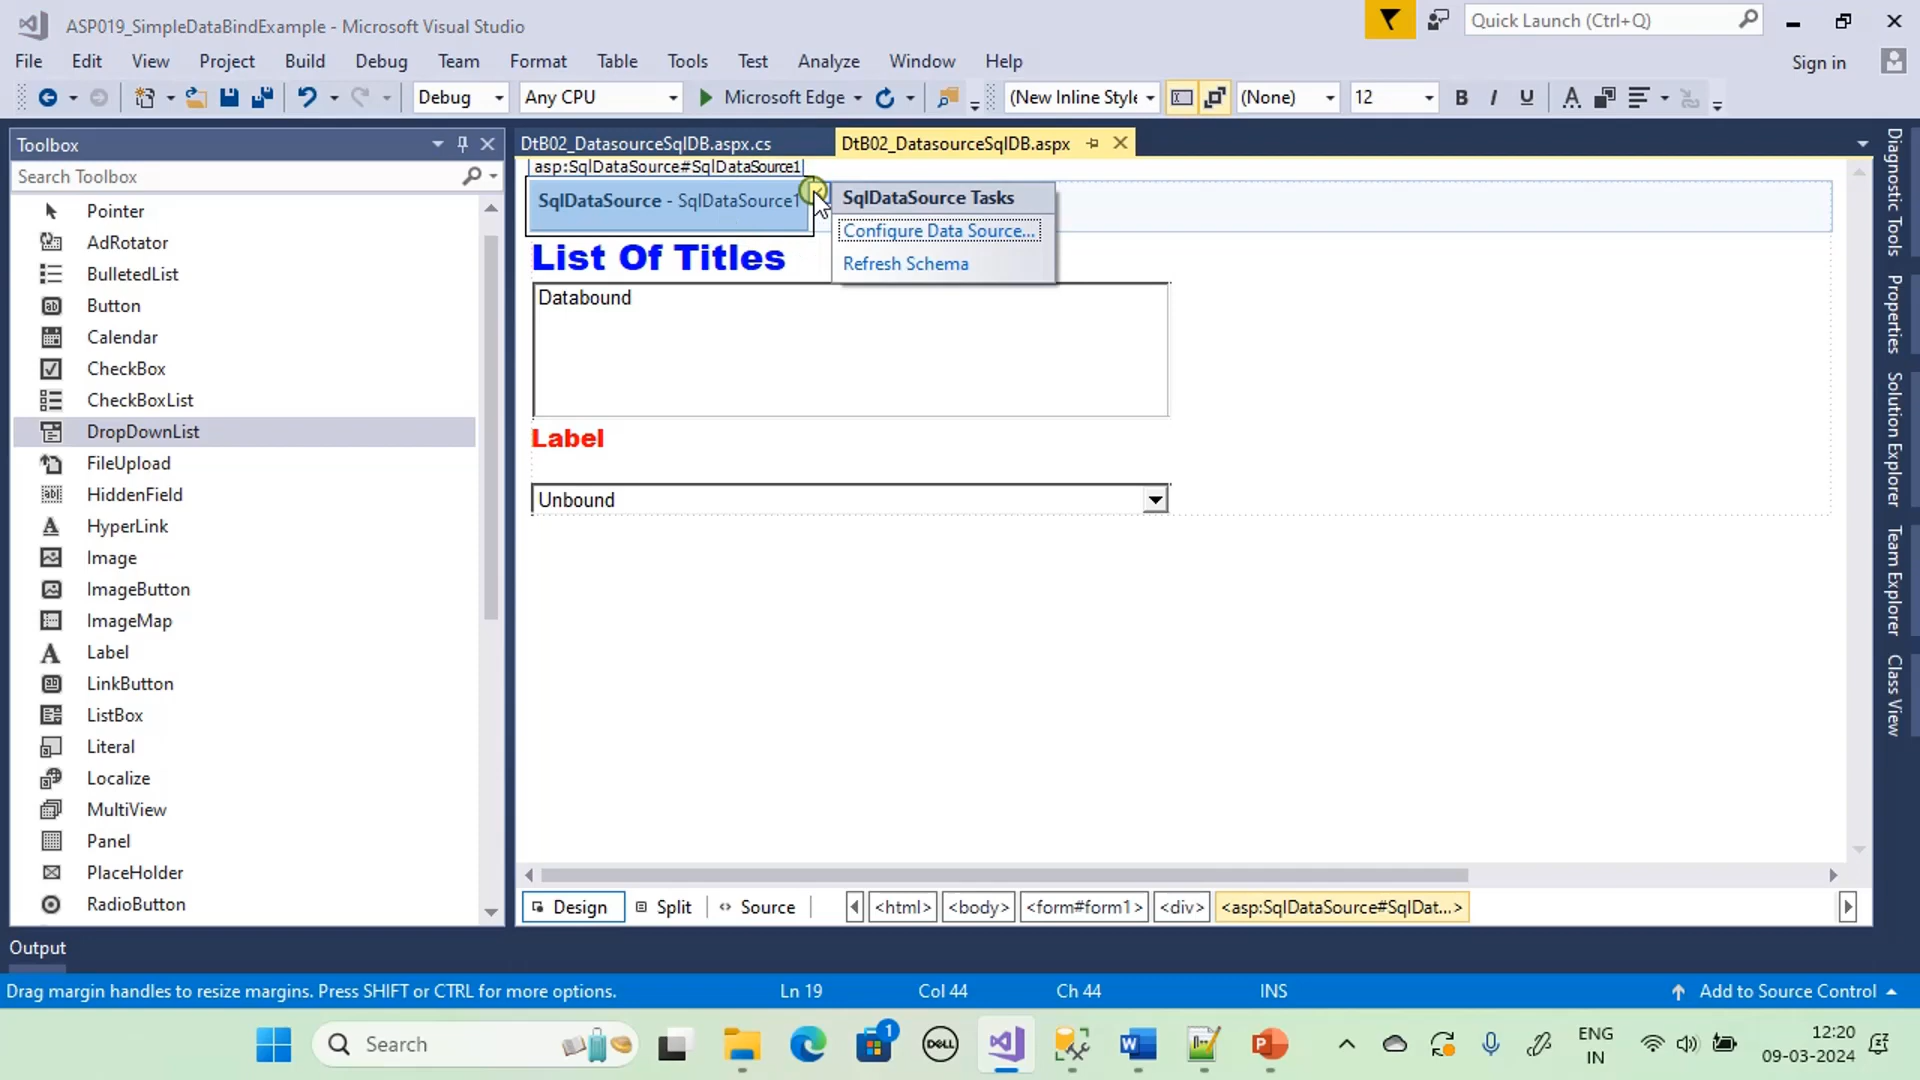 ASP019_SimpleDataBindExample - Microsoft Visual Studio
Quick Launch (Ctrl+Q)
File Edit View Project Build Debug Team Format Table Tools Test Analyze Window Help
Sign in
Debug Any CPU Microsoft Edge (New Inline Style (None) 12 B I U
Toolbox
Search Toolbox
Pointer
AdRotator
BulletedList
Button
Calendar
CheckBox
CheckBoxList
DropDownList
FileUpload
HiddenField
HyperLink
Image
ImageButton
ImageMap
Label
LinkButton
ListBox
Literal
Localize
MultiView
Panel
PlaceHolder
RadioButton
DtB02_DatasourceSqlDB.aspx.cs DtB02_DatasourceSqlDB.aspx
asp:SqlDataSource#SqlDataSource1
SqlDataSource - SqlDataSource1
SqlDataSource Tasks
Configure Data Source...
Refresh Schema
List Of Titles
Databound
Label
Unbound
Diagnostic Tools
Properties
Solution Explorer
Team Explorer
Class View
Design Split Source <html> <body> <form#form1> <div> <asp:SqlDataSource#SqlDat...>
Output
Drag margin handles to resize margins. Press SHIFT or CTRL for more options. Ln 19 Col 44 Ch 44 INS Add to Source Control
Search
1
DELL
ENG
IN
12:20
09-03-2024